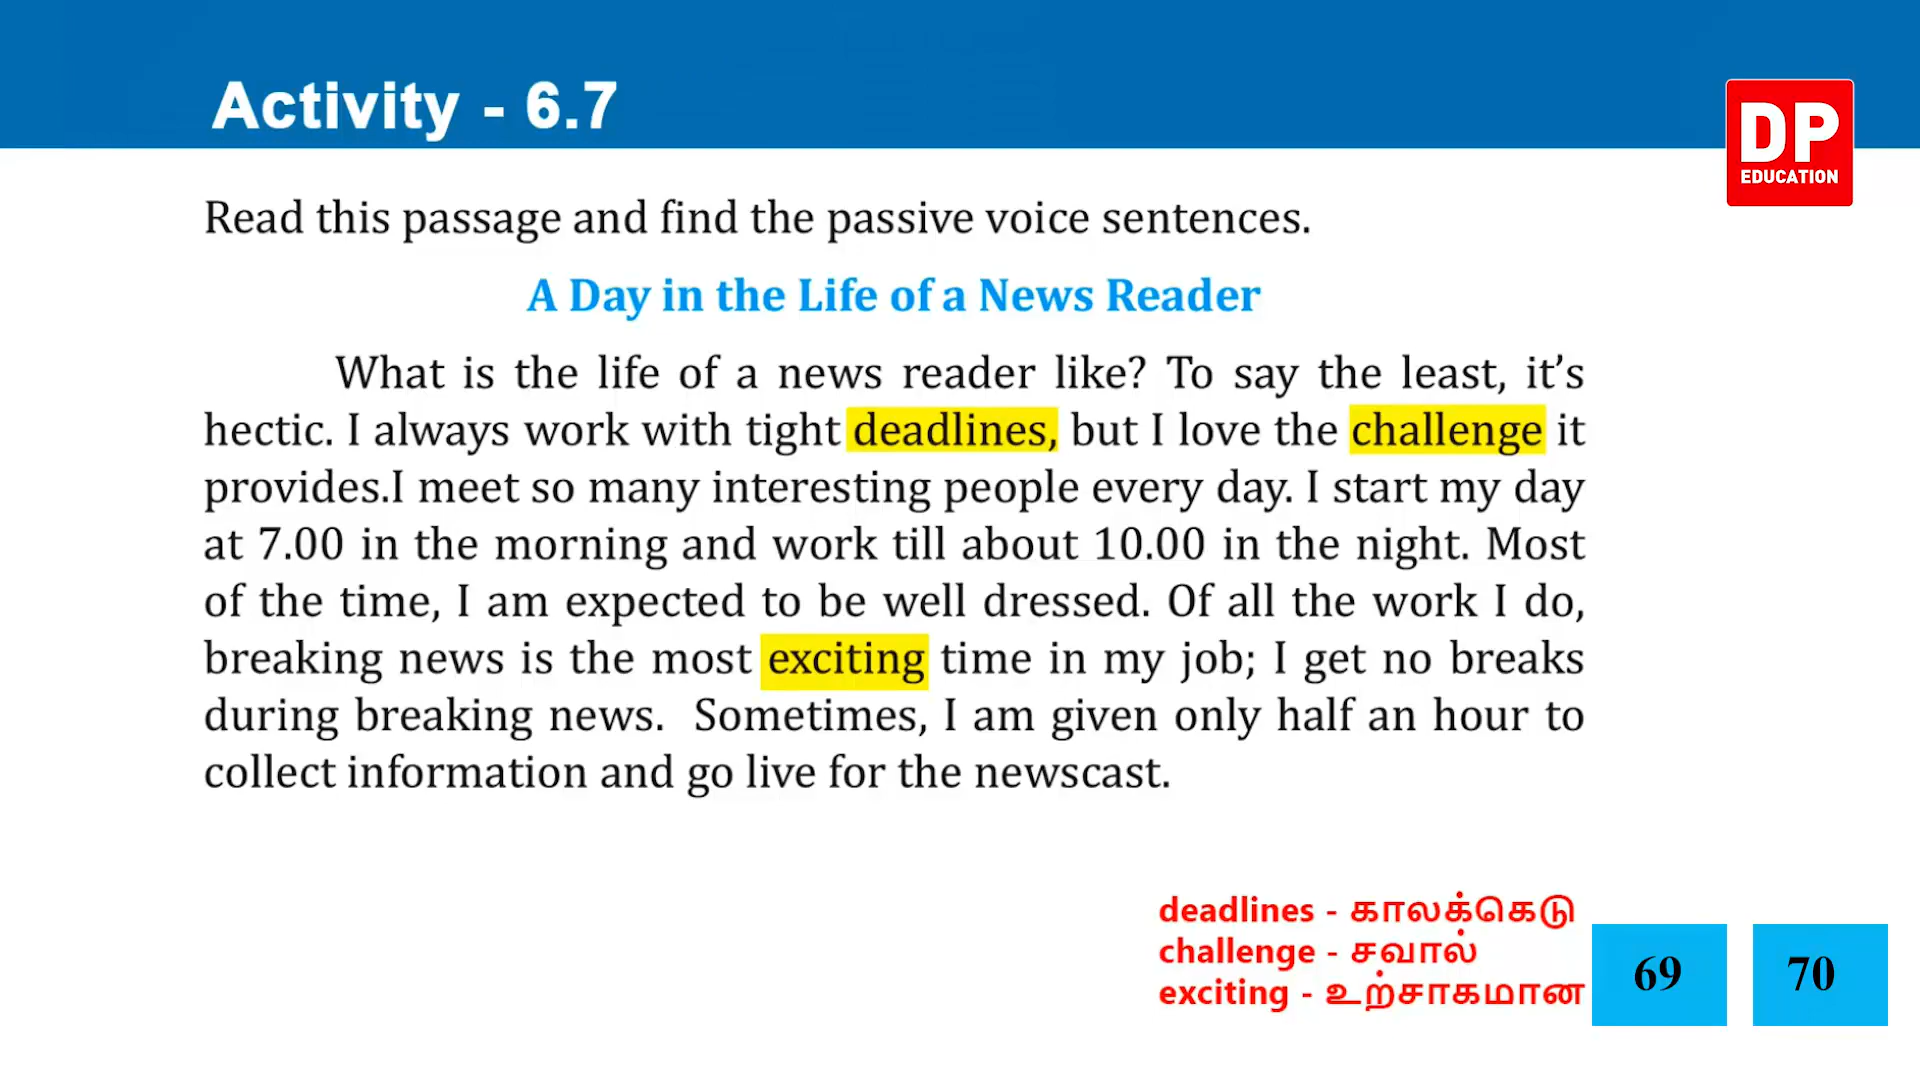 Activity - 6.7
DP
EDUCATION
Read this passage and find the passive voice sentences.
A Day in the Life of a News Reader
What is the life of a news reader like? To say the least, it’s
hectic. I always work with tight deadlines, but I love the challenge it
provides.I meet so many interesting people every day. I start my day
at 7.00 in the morning and work till about 10.00 in the night. Most
of the time, I am expected to be well dressed. Of all the work I do,
breaking news is the most exciting time in my job; I get no breaks
during breaking news. Sometimes, I am given only half an hour to
collect information and go live for the newscast.
deadlines - காலக்கெடு
challenge - சவால்
exciting - உற்சாகமான
69
70